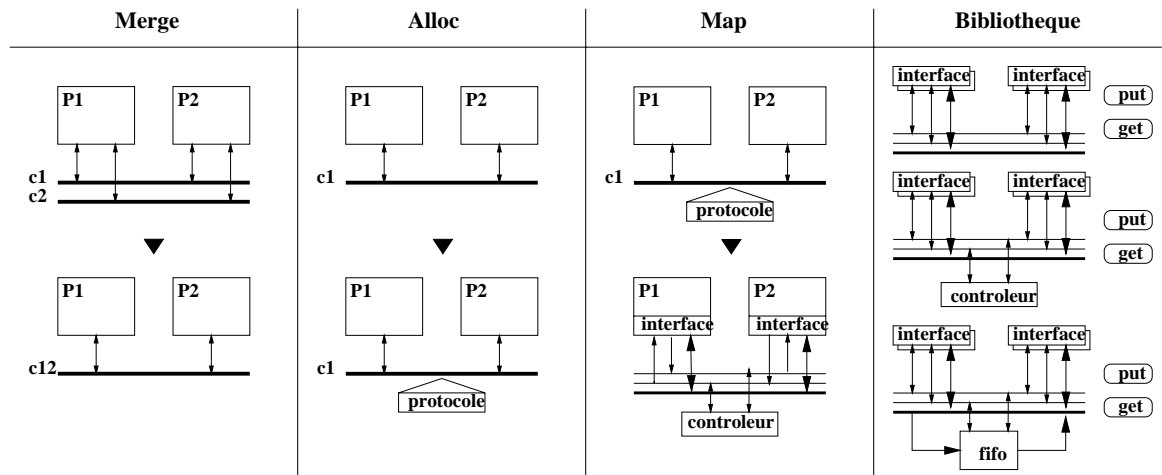 Merge
Alloc
Map
Bibliotheque
P1
P2
c1
c2
P1
P2
c12
P1
P2
c1
P1
P2
c1
protocole
P1
P2
c1
protocole
P1
P2
interface
interface
controleur
interface
interface
put
get
interface
interface
put
get
controleur
interface
interface
put
get
fifo